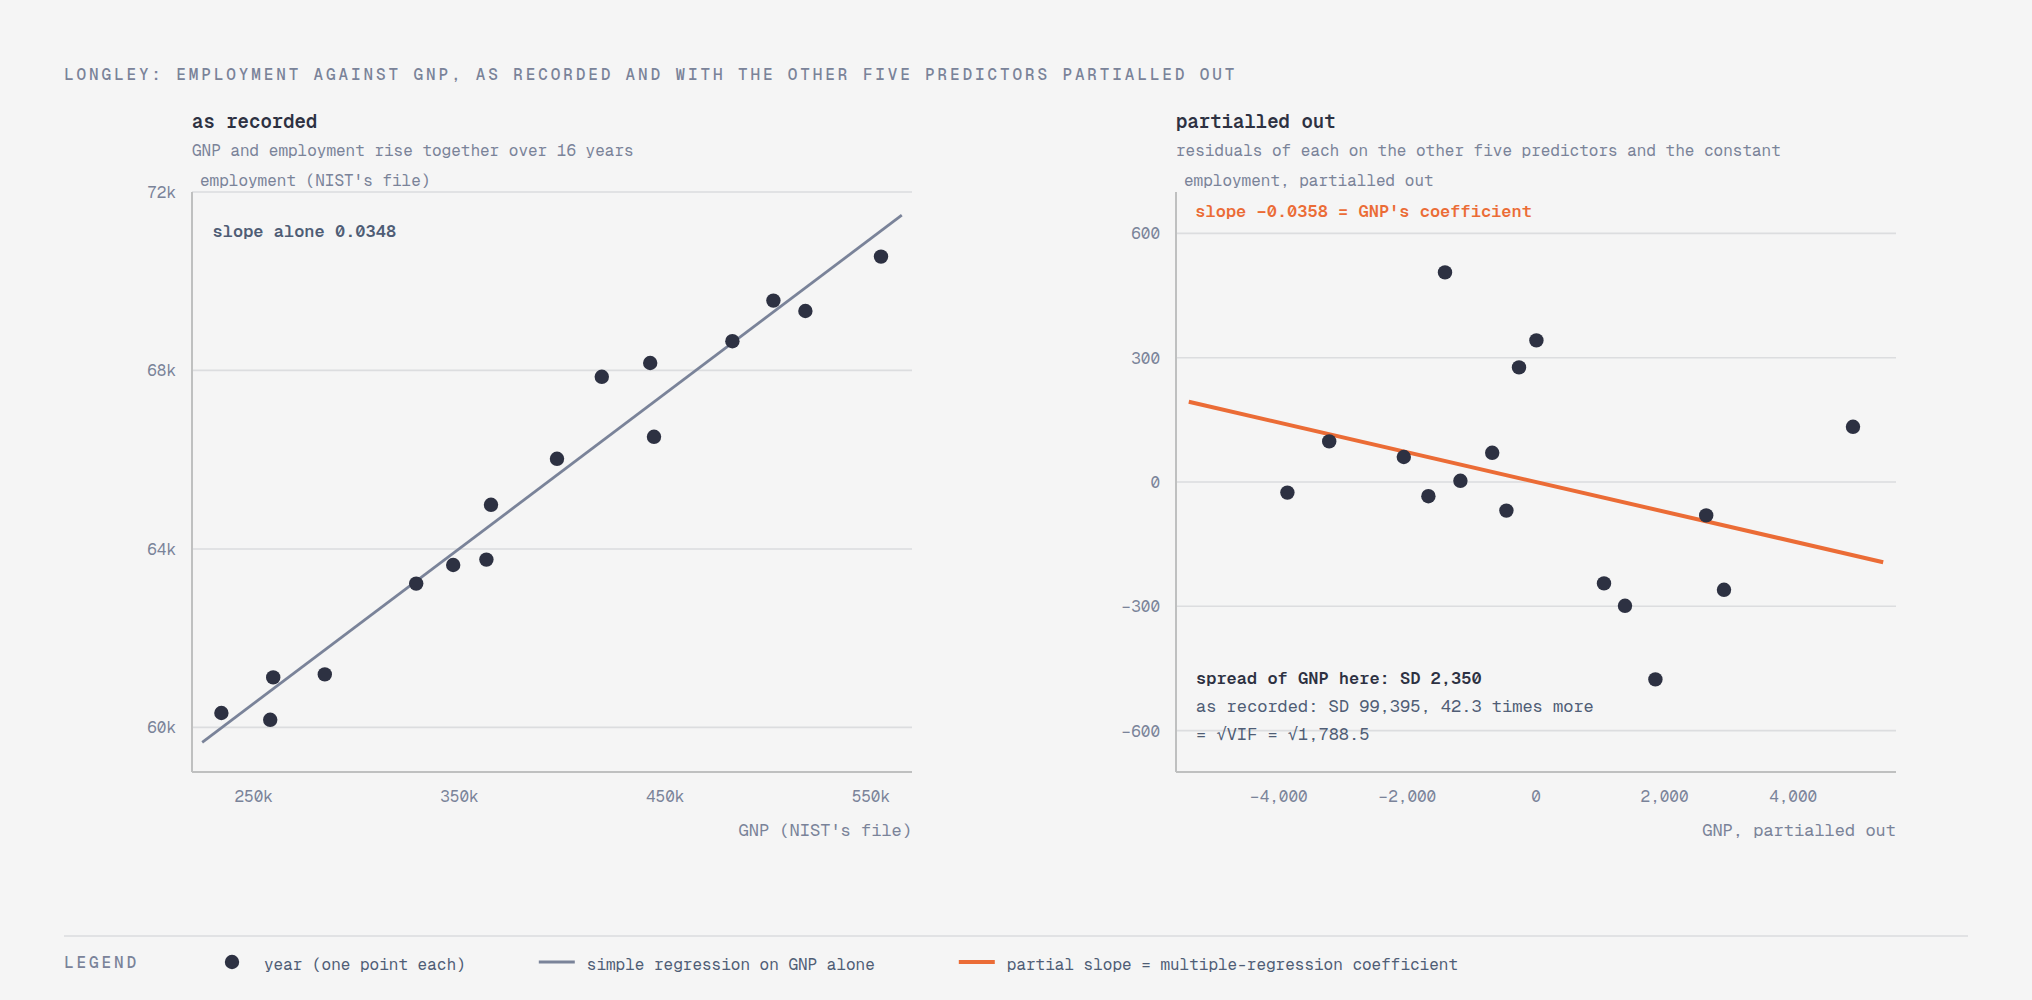 LONGLEY: EMPLOYMENT AGAINST GNP, AS RECORDED AND WITH THE OTHER FIVE PREDICTORS PARTIALLED OUT
as recorded
GNP and employment rise together over 16 years
employment (NIST's file)
72k
slope alone 0.0348
68k
64k
60k
250k 350k 450k 550k
GNP (NIST's file)
partialled out
residuals of each on the other five predictors and the constant
employment, partialled out
slope −0.0358 = GNP's coefficient
600
300
0
−300
spread of GNP here: SD 2,350
as recorded: SD 99,395, 42.3 times more
−600
= √VIF = √1,788.5
−4,000 −2,000 0 2,000 4,000
GNP, partialled out
LEGEND
year (one point each)
simple regression on GNP alone
partial slope = multiple-regression coefficient